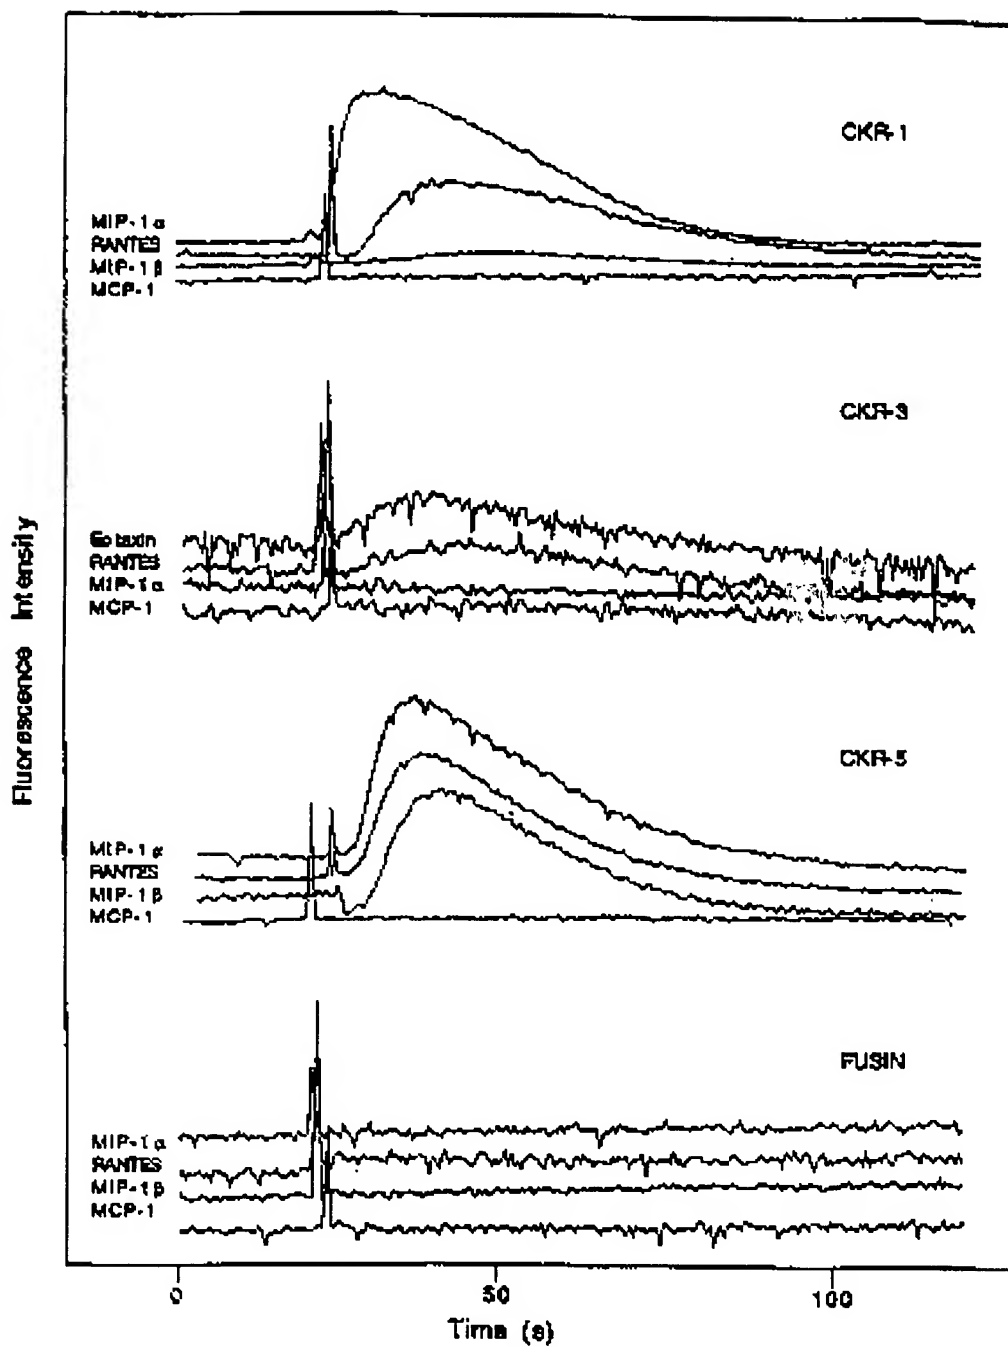 CKR-1
MIP-1α
RANTES
MIP-1β
MCP-1
CKR-3
Eotaxin
RANTES
MIP-1α
MCP-1
Fluorescence Intensity
CKR-5
MIP-1α
RANTES
MIP-1β
MCP-1
FUSIN
MIP-1α
RANTES
MIP-1β
MCP-1
0 50 100
Time (s)